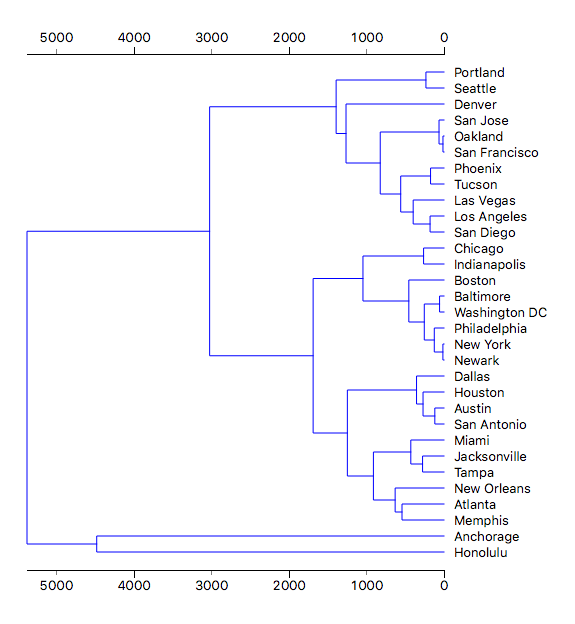 5000 4000 3000 2000 1000 0
Portland
Seattle
Denver
San Jose
Oakland
San Francisco
Phoenix
Tucson
Las Vegas
Los Angeles
San Diego
Chicago
Indianapolis
Boston
Baltimore
Washington DC
Philadelphia
New York
Newark
Dallas
Houston
Austin
San Antonio
Miami
Jacksonville
Tampa
New Orleans
Atlanta
Memphis
Anchorage
Honolulu
5000 4000 3000 2000 1000 0